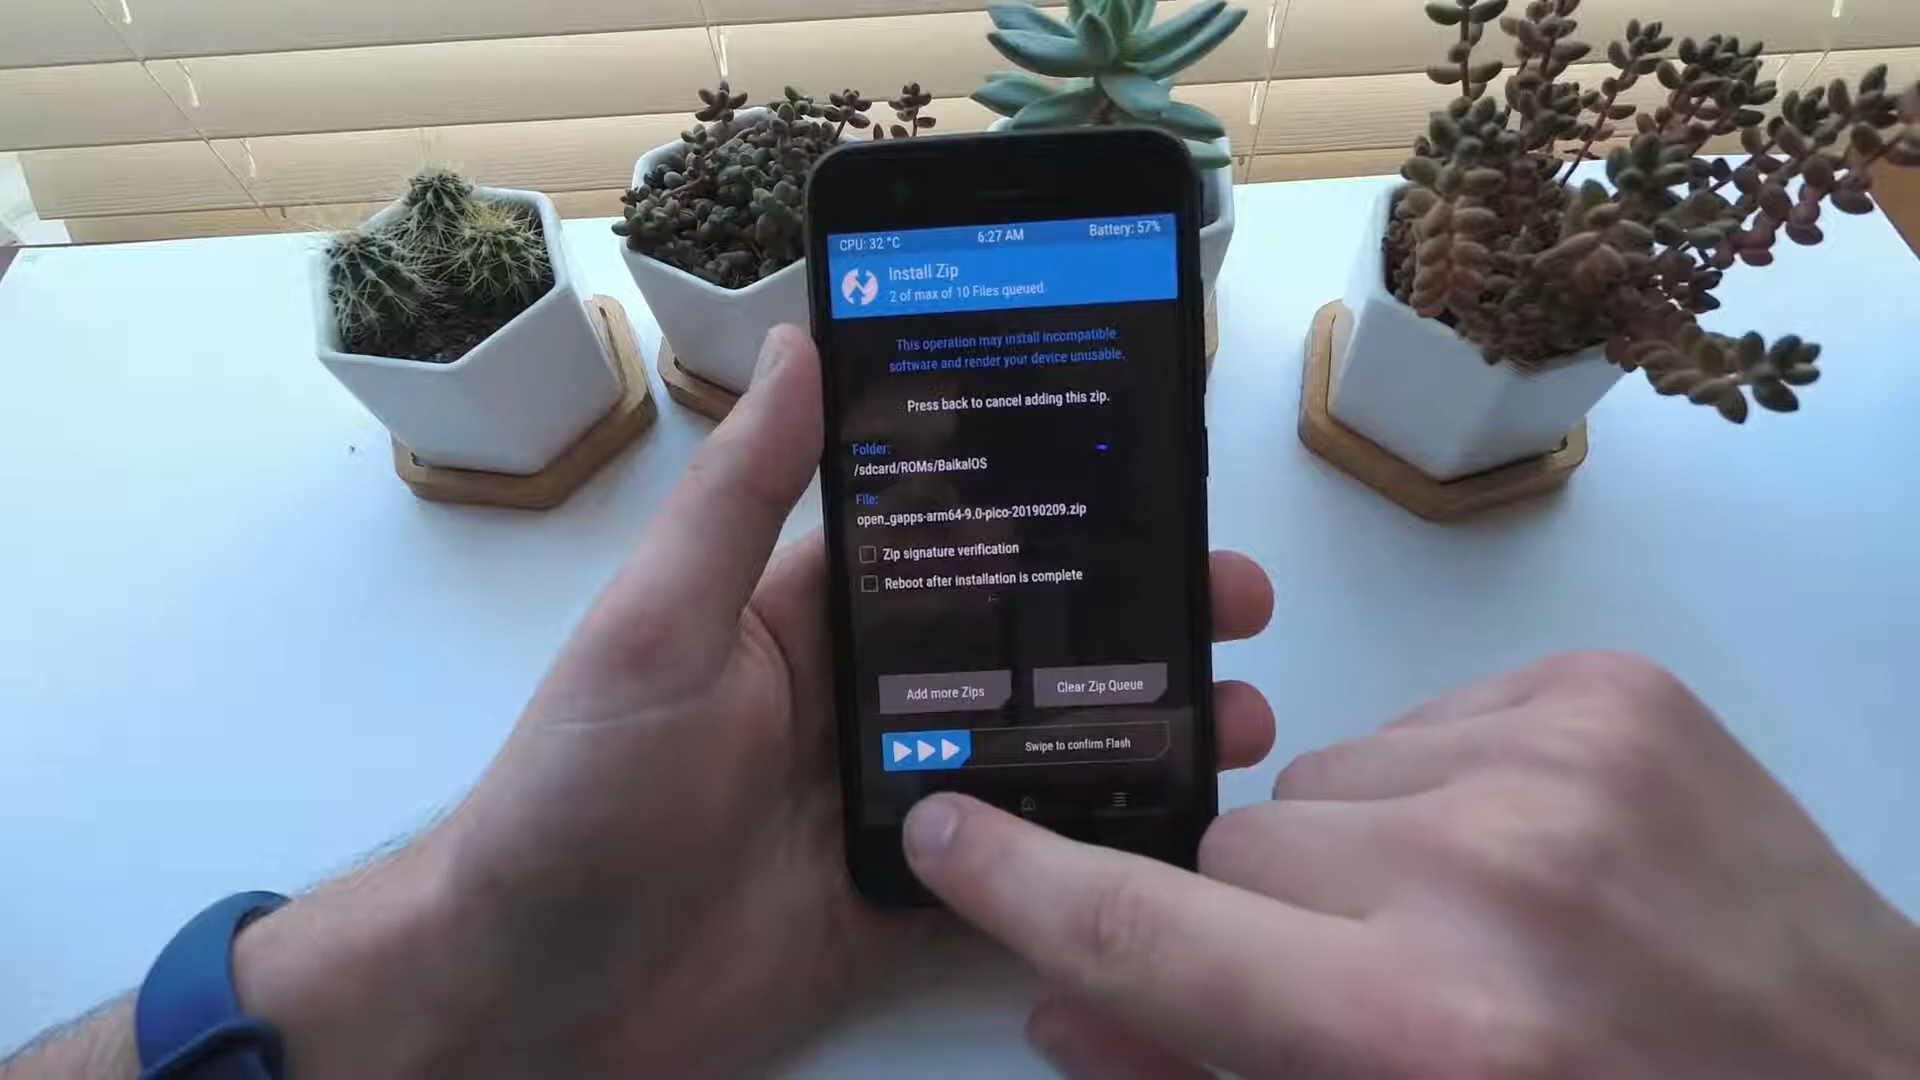 CPU: 32 °C 6:27 AM Battery: 57%
Install Zip
2 of max of 10 Files queued
This operation may install incompatible
software and render your device unusable.
Press back to cancel adding this zip.
Folder:
/sdcard/ROMs/BaikalOS
File:
open_gapps-arm64-9.0-pico-20190209.zip
Zip signature verification
Reboot after installation is complete
Add more Zips Clear Zip Queue
Swipe to confirm Flash